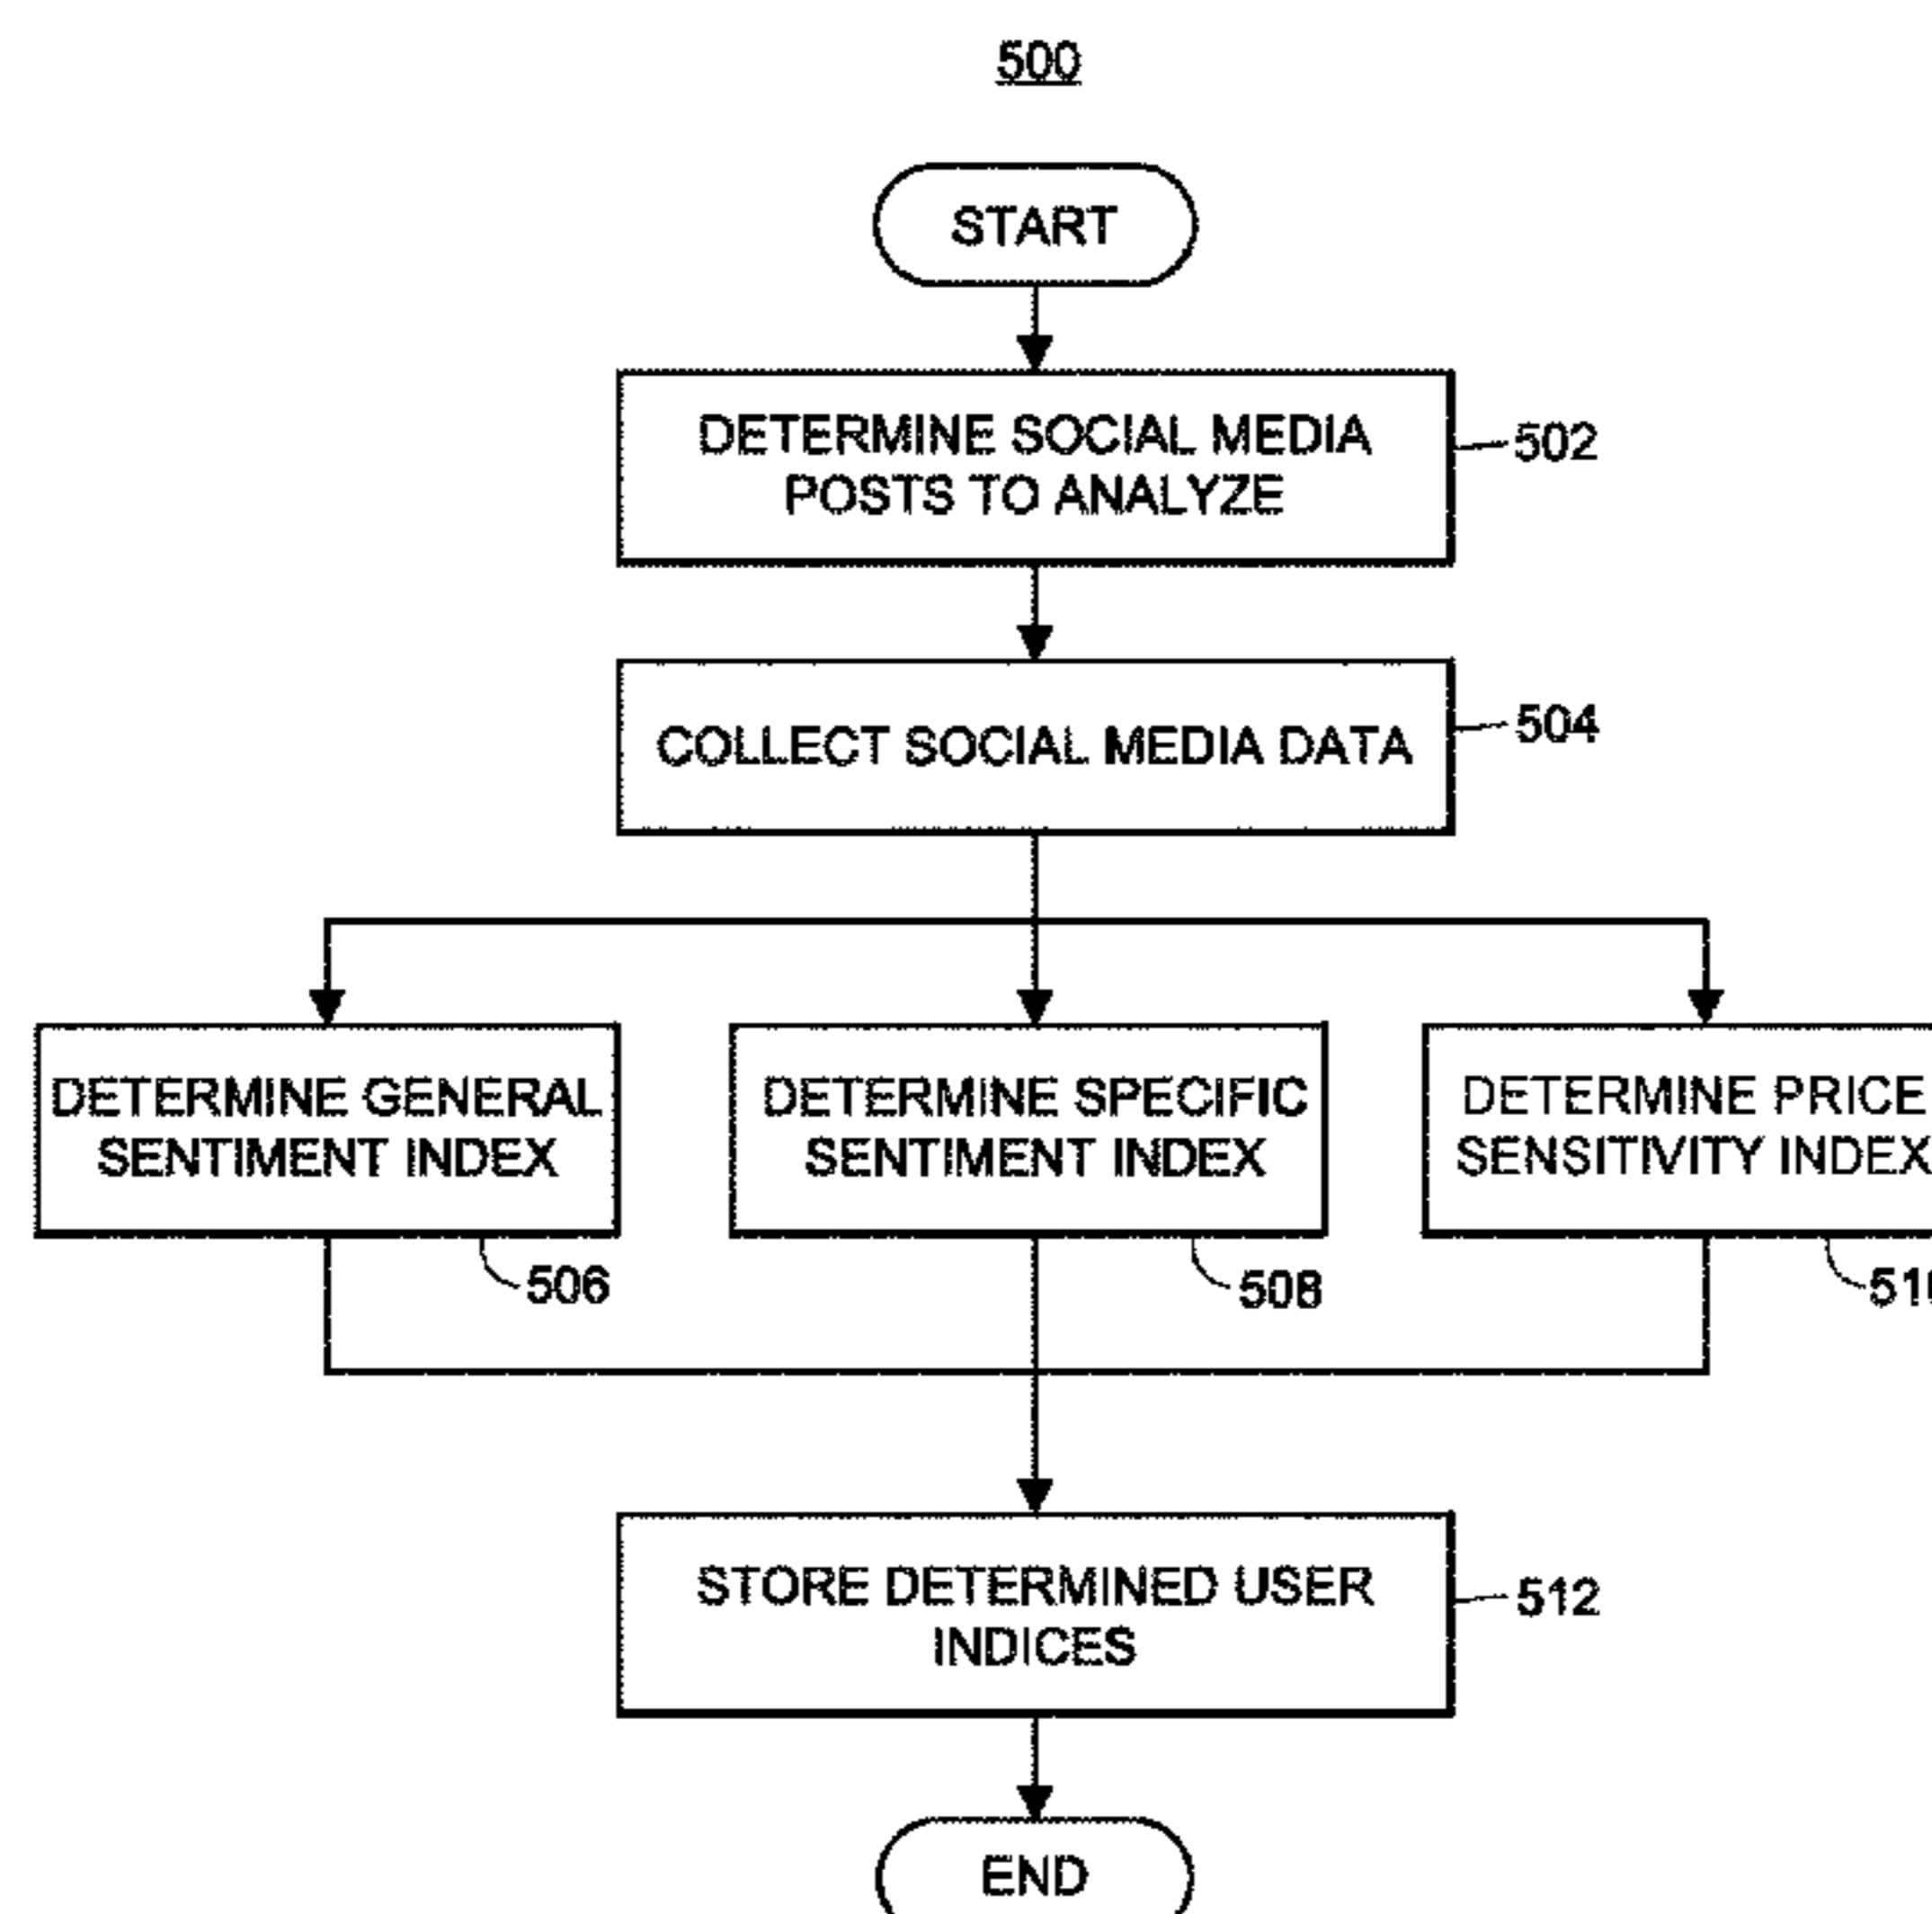 500
START
DETERMINE SOCIAL MEDIA
POSTS TO ANALYZE
502
COLLECT SOCIAL MEDIA DATA
504
DETERMINE GENERAL
SENTIMENT INDEX
506
DETERMINE SPECIFIC
SENTIMENT INDEX
508
DETERMINE PRICE
SENSITIVITY INDEX
STORE DETERMINED USER
INDICES
512
END